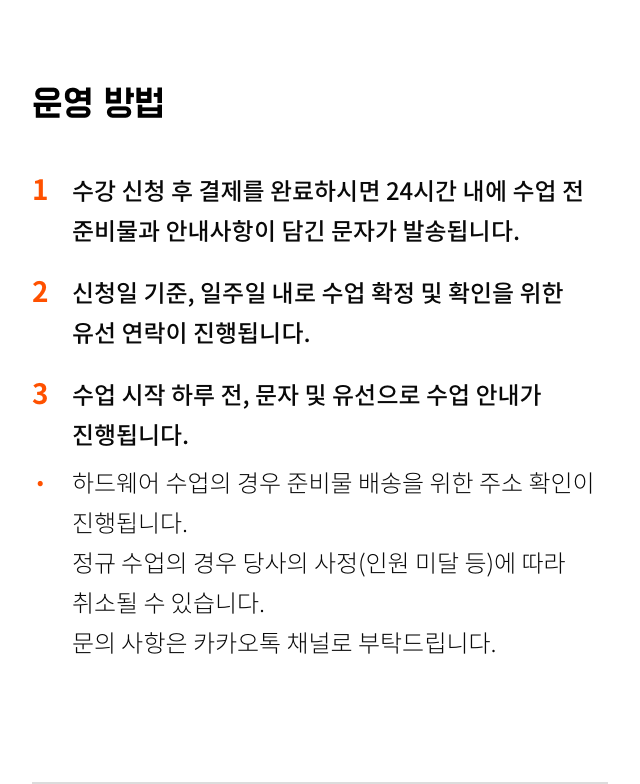 운영 방법
1 수강 신청 후 결제를 완료하시면 24시간 내에 수업 전
준비물과 안내사항이 담긴 문자가 발송됩니다.
2 신청일 기준, 일주일 내로 수업 확정 및 확인을 위한
유선 연락이 진행됩니다.
3 수업 시작 하루 전, 문자 및 유선으로 수업 안내가
진행됩니다.
• 하드웨어 수업의 경우 준비물 배송을 위한 주소 확인이
진행됩니다.
정규 수업의 경우 당사의 사정(인원 미달 등)에 따라
취소될 수 있습니다.
문의 사항은 카카오톡 채널로 부탁드립니다.